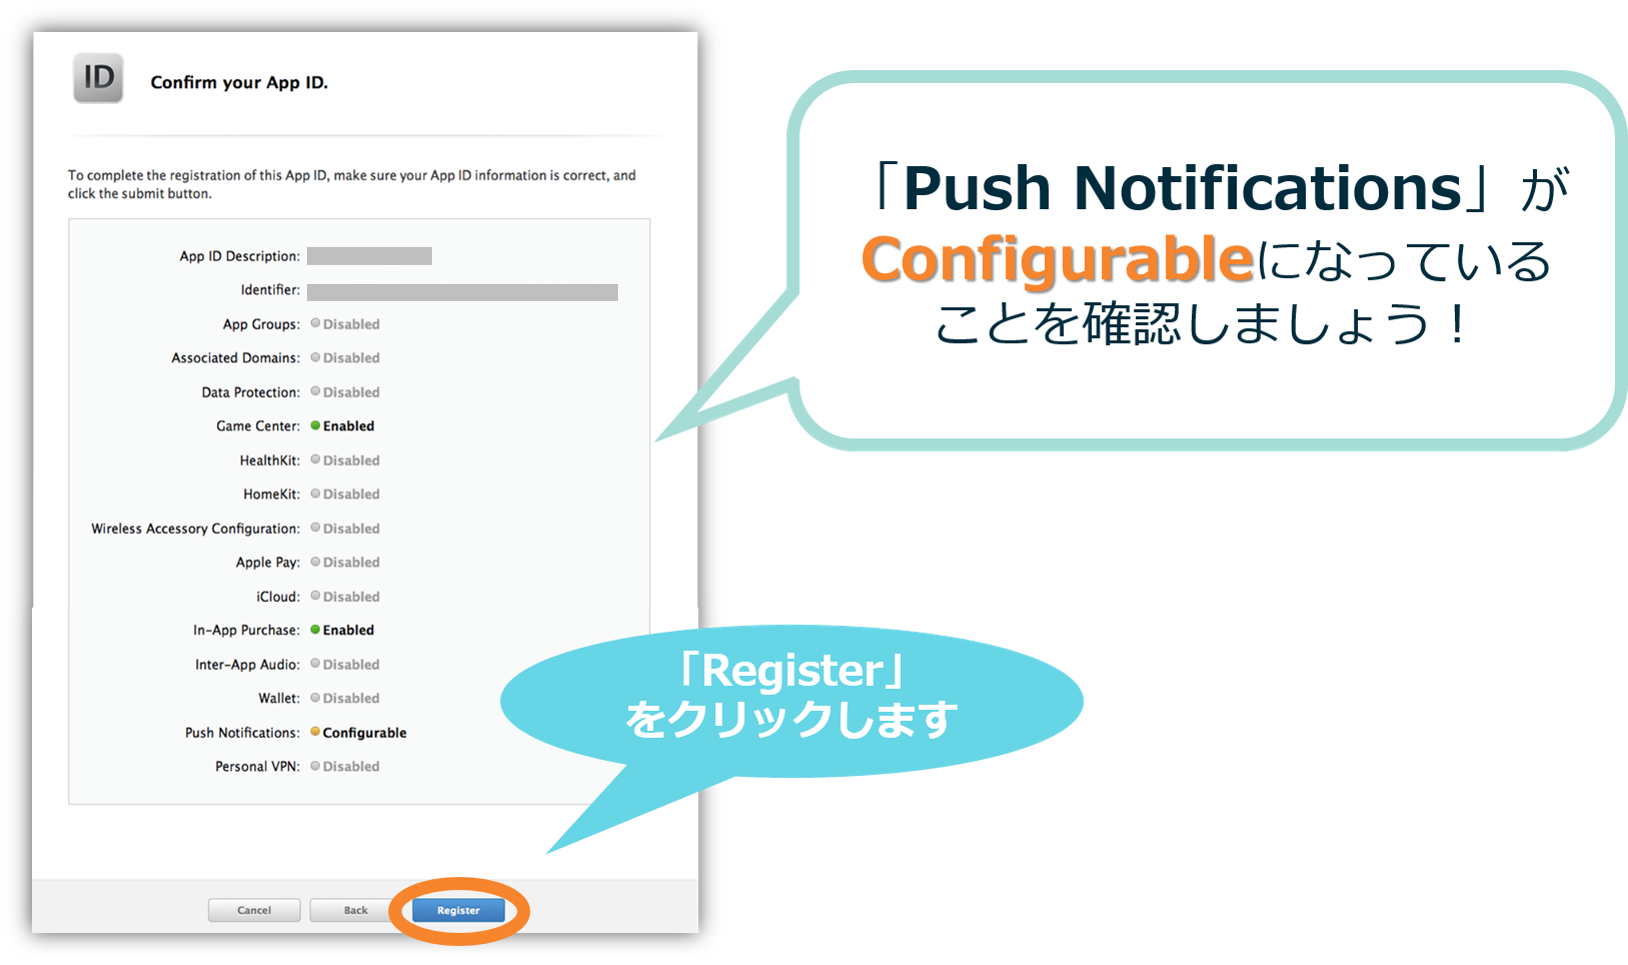 ID
Confirm your App ID.
To complete the registration of this App ID, make sure your App ID information is correct, and
click the submit button.
App ID Description:
Identifier:
App Groups: Disabled
Associated Domains: Disabled
Data Protection: Disabled
Game Center: Enabled
HealthKit: Disabled
HomeKit: Disabled
Wireless Accessory Configuration: Disabled
Apple Pay: Disabled
iCloud: Disabled
In-App Purchase: Enabled
Inter-App Audio: Disabled
Wallet: Disabled
Push Notifications: Configurable
Personal VPN: Disabled
Cancel
Back
Register
「Push Notifications」が
Configurableになっている
ことを確認しましょう！
「Register」
をクリックします